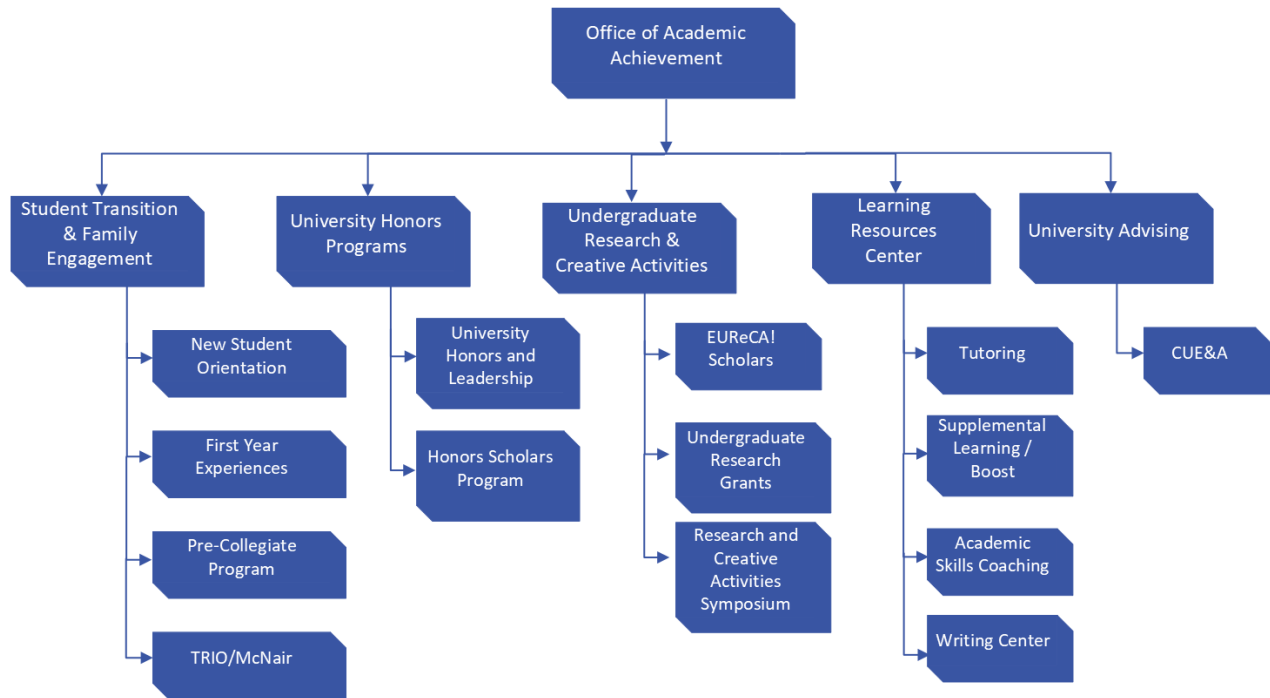 Office of Academic
Achievement
Student Transition
& Family
Engagement
University Honors
Programs
Undergraduate
Research &
Creative Activities
Learning
Resources
Center
University Advising
New Student
Orientation
First Year
Experiences
Pre-Collegiate
Program
TRIO/McNair
University
Honors and
Leadership
Honors Scholars
Program
EUReCA!
Scholars
Undergraduate
Research
Grants
Research and
Creative
Activities
Symposium
Tutoring
Supplemental
Learning /
Boost
Academic
Skills Coaching
Writing Center
CUE&A